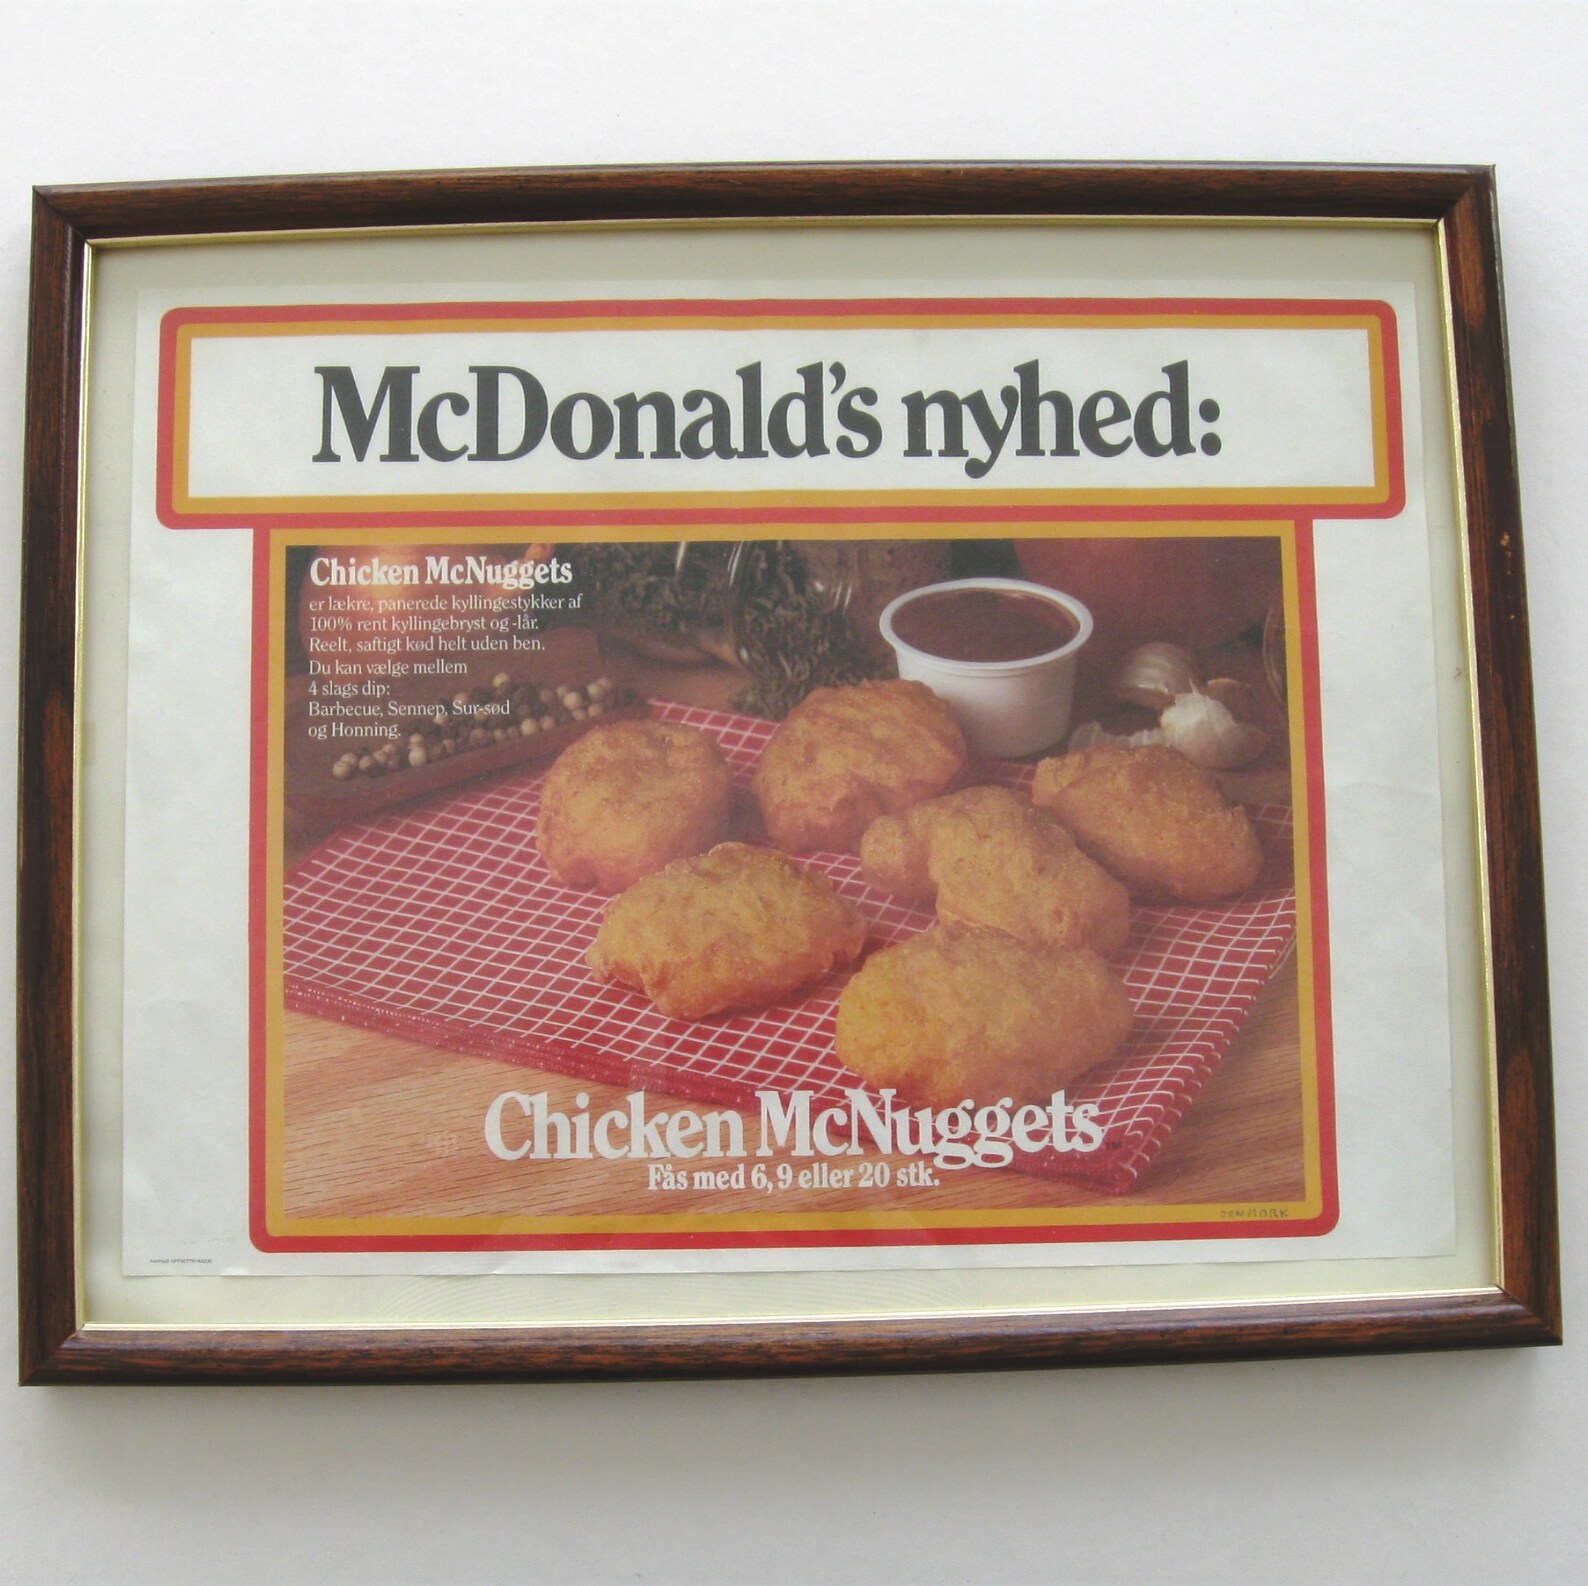 McDonald's nyhed:
Chicken McNuggets
er lækre, panerede kyllingestykker af
100% rent kyllingebryst og -lår.
Reelt, saftigt kød helt uden ben.
Du kan vælge mellem
4 slags dip:
Barbecue, Sennep, Sur-sød
og Honning.
Chicken McNuggets™
Fås med 6, 9 eller 20 stk.
DENMARK